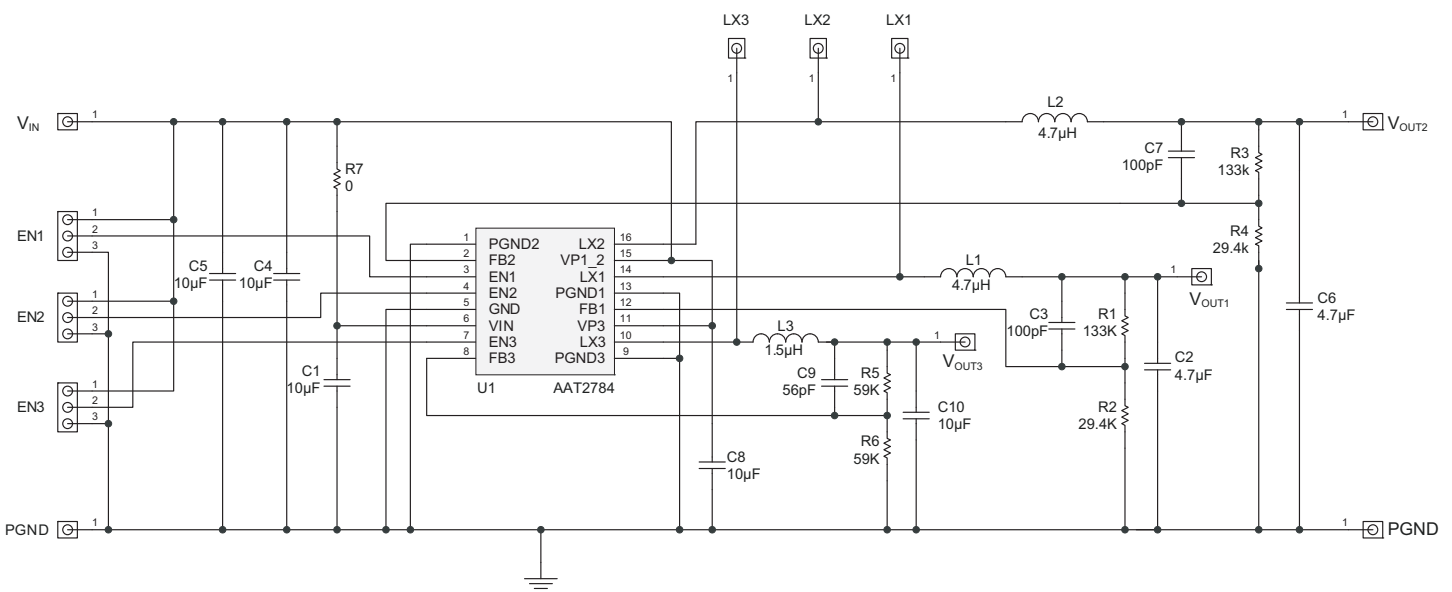 LX3 LX2 LX1
1 1 1
V_IN 1
L2
4.7µH
1 V_OUT2
R7
0
C7
100pF
R3
133k
EN1
1
2
3
R4
29.4k
C5
10µF
C4
10µF
1 PGND2 LX2 16
2 FB2 VP1_2 15
3 EN1 LX1 14
4 EN2 PGND1 13
5 GND FB1 12
6 VIN VP3 11
7 EN3 LX3 10
8 FB3 PGND3 9
U1 AAT2784
L1
4.7µH
1
V_OUT1
EN2
1
2
3
C3
100pF
R1
133K
C6
4.7µF
L3
1.5µH
1
V_OUT3
C2
4.7µF
C1
10µF
C9
56pF
R5
59K
EN3
1
2
3
C10
10µF
R2
29.4K
R6
59K
C8
10µF
PGND 1
1 PGND